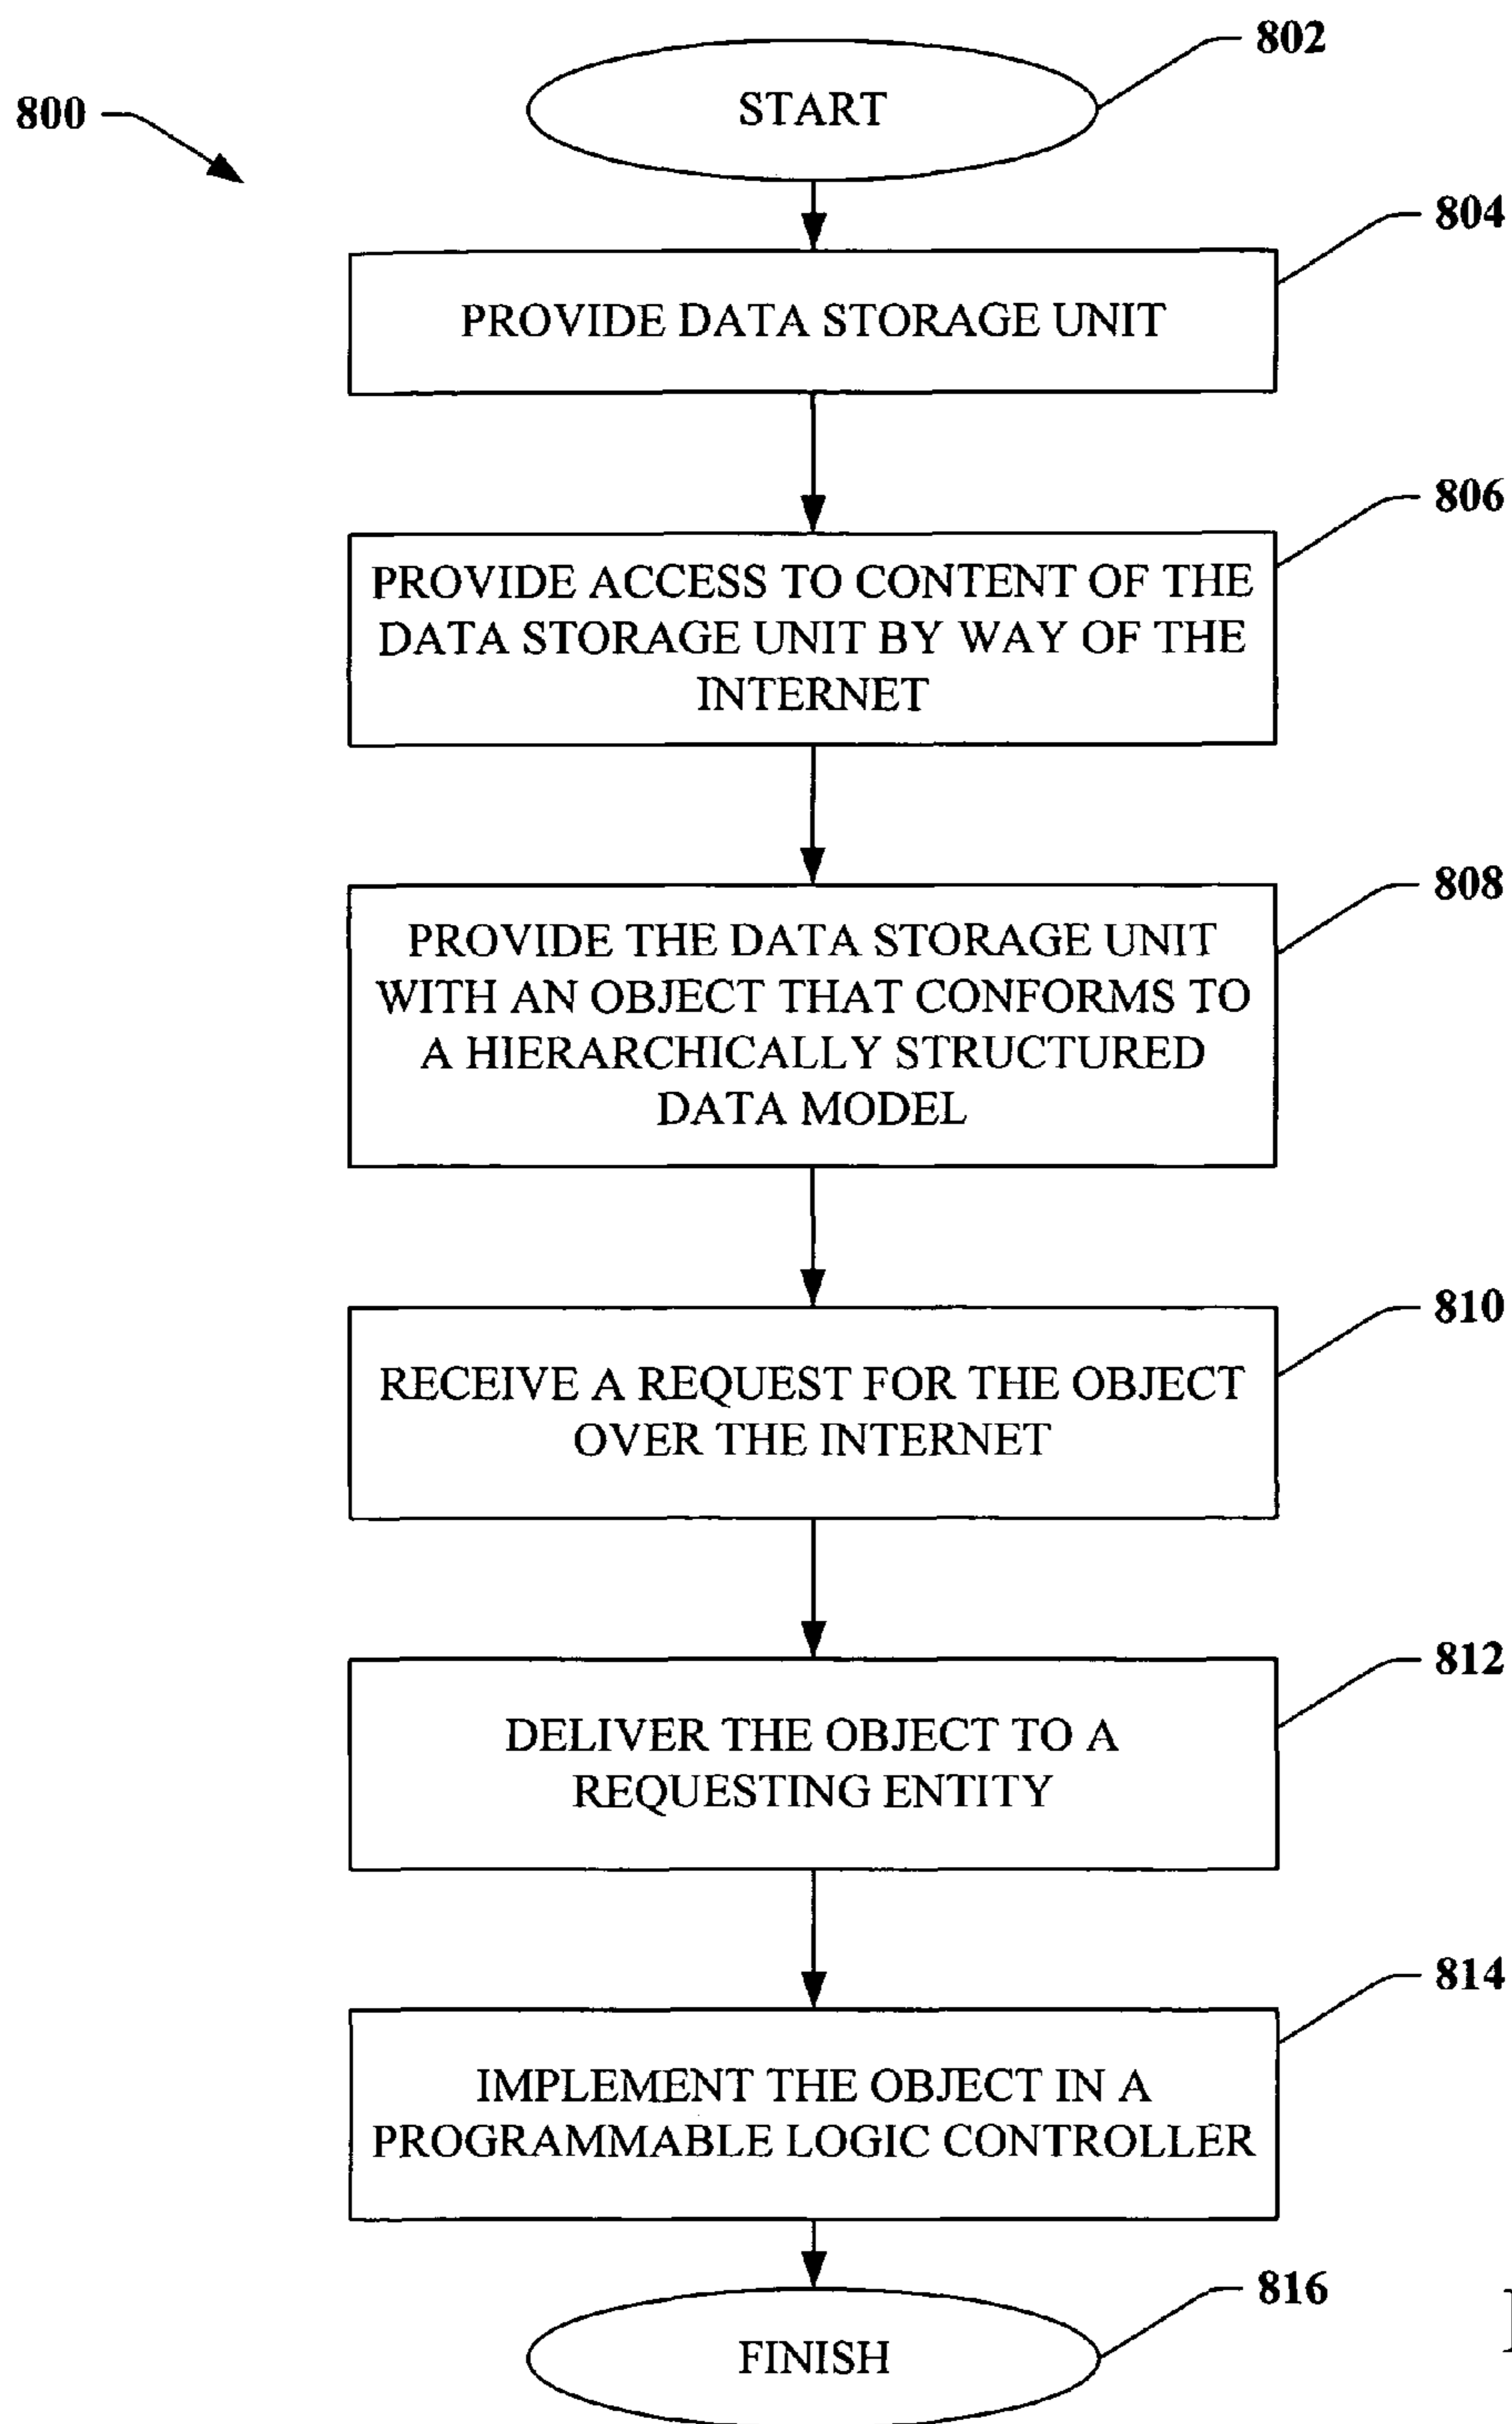 802
START
800
804
PROVIDE DATA STORAGE UNIT
806
PROVIDE ACCESS TO CONTENT OF THE
DATA STORAGE UNIT BY WAY OF THE
INTERNET
808
PROVIDE THE DATA STORAGE UNIT
WITH AN OBJECT THAT CONFORMS TO
A HIERARCHICALLY STRUCTURED
DATA MODEL
810
RECEIVE A REQUEST FOR THE OBJECT
OVER THE INTERNET
812
DELIVER THE OBJECT TO A
REQUESTING ENTITY
814
IMPLEMENT THE OBJECT IN A
PROGRAMMABLE LOGIC CONTROLLER
816
FINISH